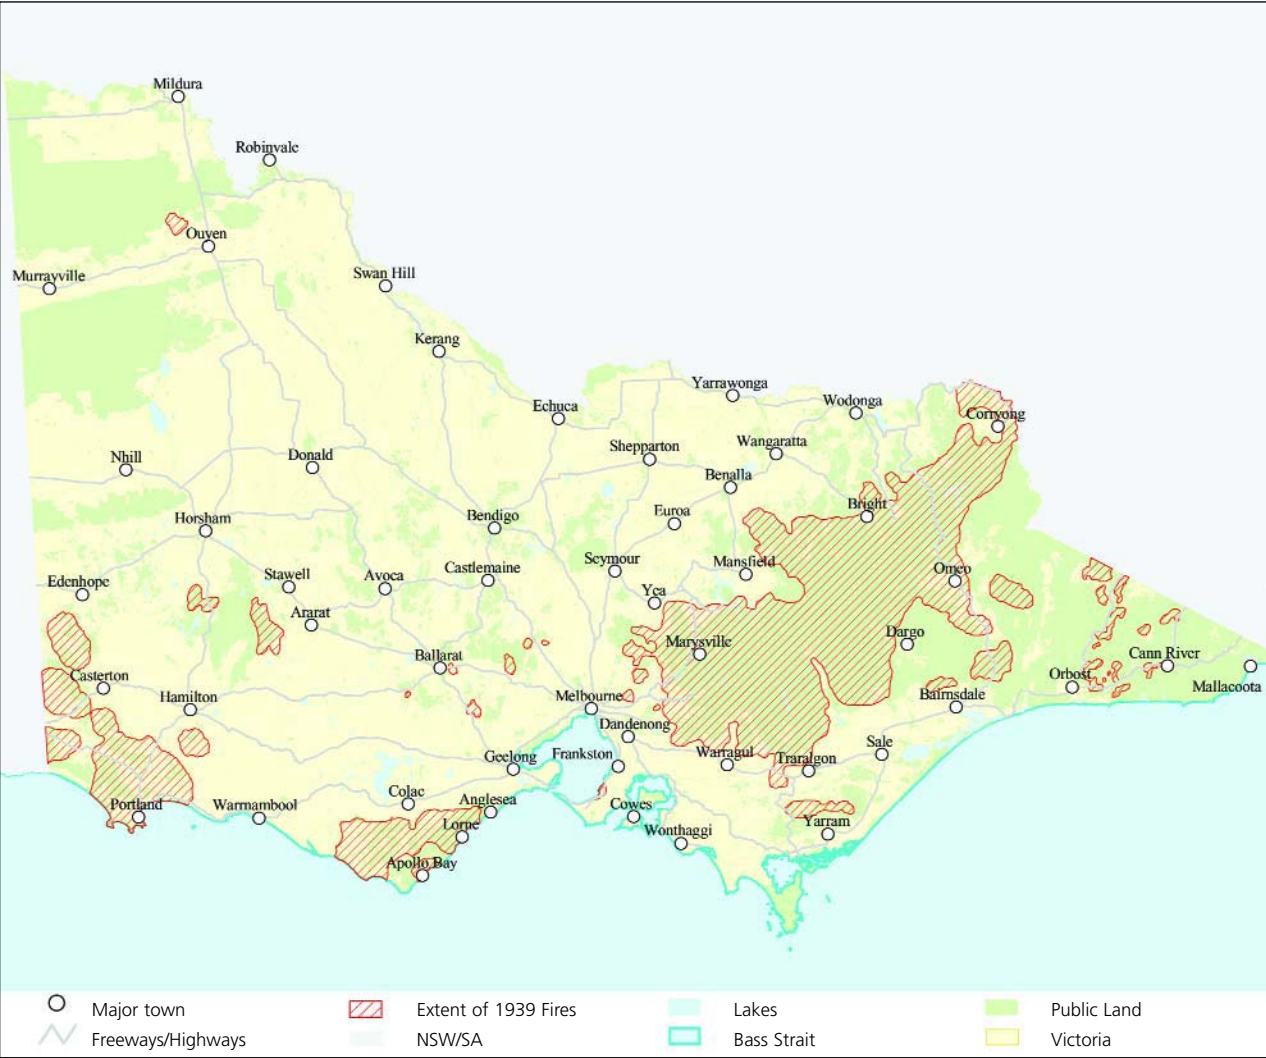 Mildura
Robinvale
Ouyen
Murrayville
Swan Hill
Kerang
Yarrawonga
Wodonga
Echuca
Corryong
Shepparton
Wangaratta
Nhill
Donald
Benalla
Bright
Euroa
Horsham
Bendigo
Seymour
Mansfield
Castlemaine
Omeo
Stawell
Avoca
Edenhope
Yea
Ararat
Marysville
Dargo
Ballarat
Cann River
Casterton
Orbost
Mallacoota
Hamilton
Melbourne
Bairnsdale
Dandenong
Sale
Geelong
Frankston
Warragul
Traralgon
Colac
Anglesea
Portland
Warrnambool
Cowes
Lorne
Yarram
Wonthaggi
Apollo Bay
Major town
Extent of 1939 Fires
Lakes
Public Land
Freeways/Highways
NSW/SA
Bass Strait
Victoria